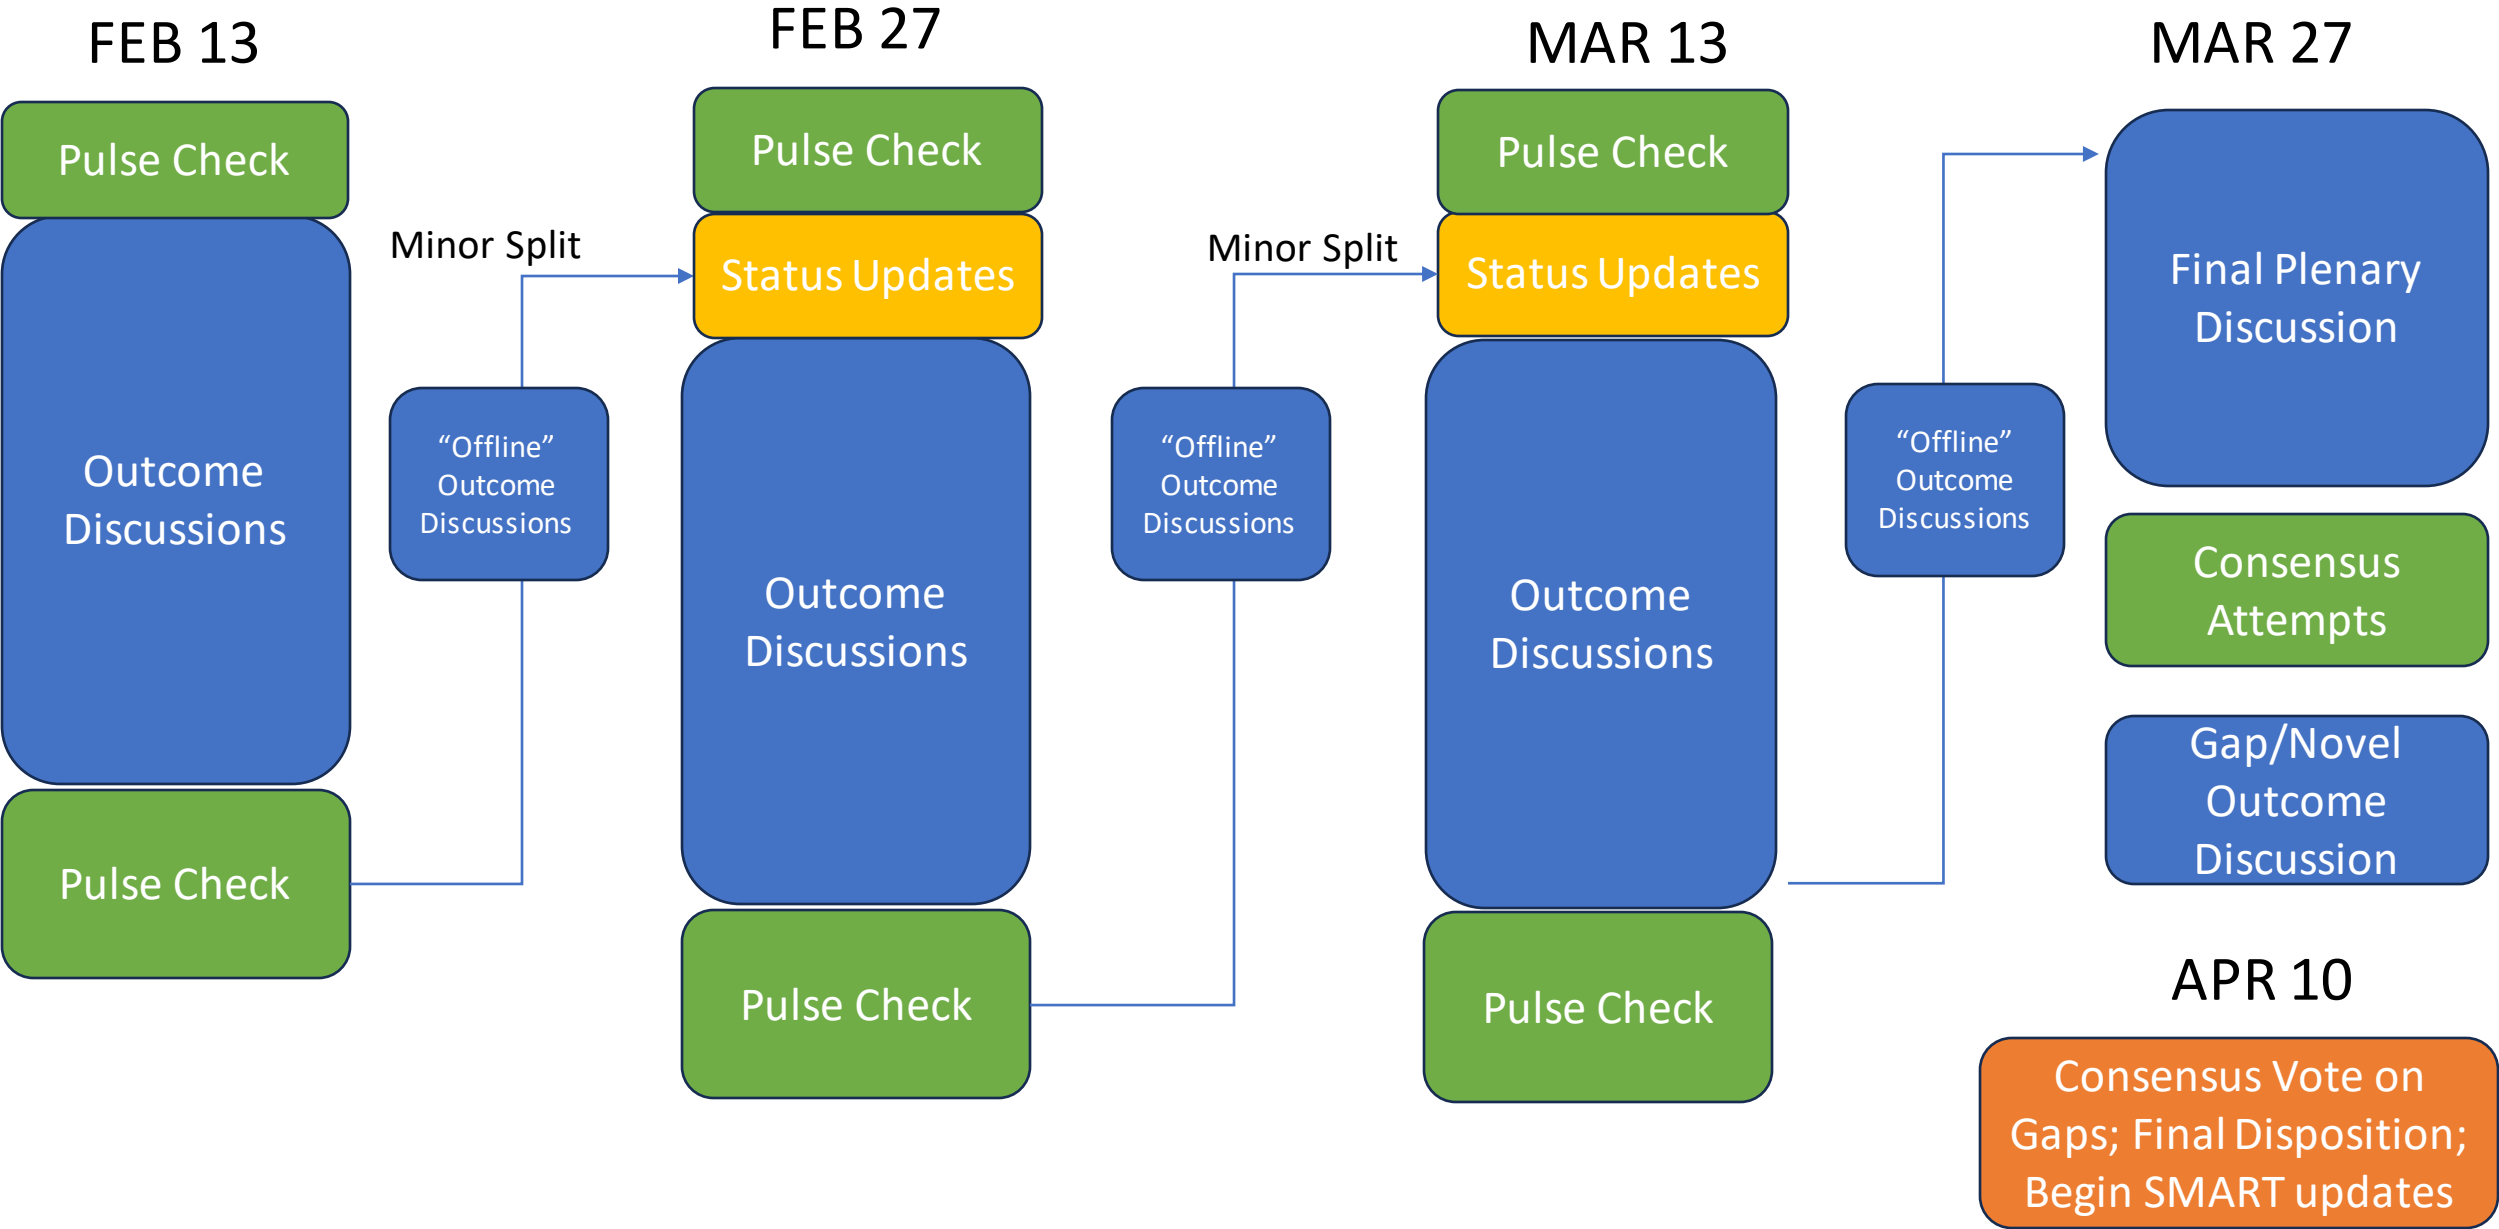 FEB 13
Pulse Check
Outcome
Discussions
Pulse Check
Minor Split
“Offline”
Outcome
Discussions
FEB 27
Pulse Check
Status Updates
Outcome
Discussions
Pulse Check
Minor Split
“Offline”
Outcome
Discussions
MAR 13
Pulse Check
Status Updates
Outcome
Discussions
Pulse Check
“Offline”
Outcome
Discussions
MAR 27
Final Plenary
Discussion
Consensus
Attempts
Gap/Novel
Outcome
Discussion
APR 10
Consensus Vote on
Gaps; Final Disposition;
Begin SMART updates